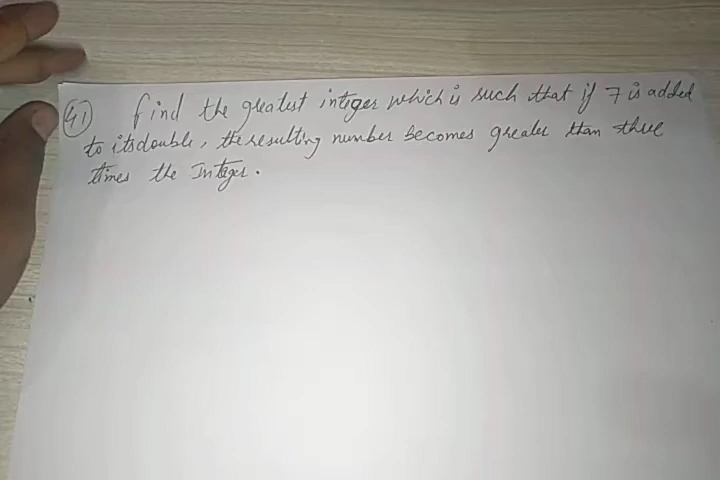 41) find the greatest integer which is such that if 7 is added
to its double, the resulting number becomes greater than three
times the Integer.